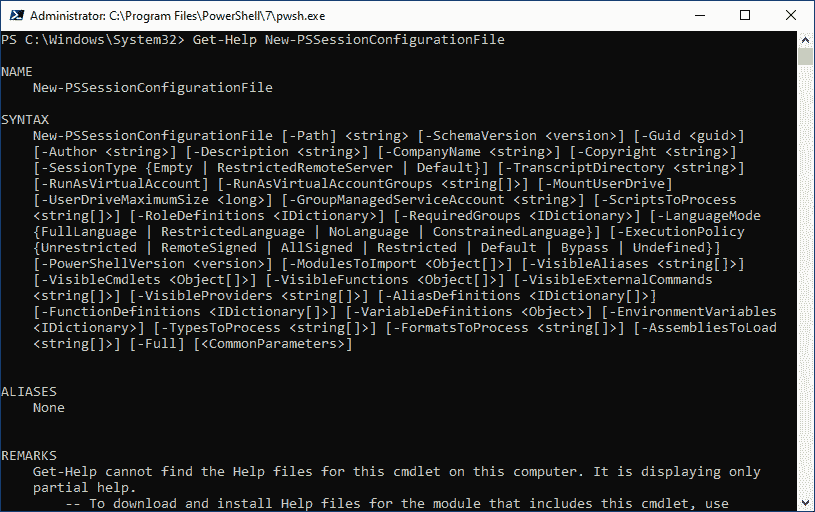 Administrator: C:\Program Files\PowerShell\7\pwsh.exe
PS C:\Windows\System32> Get-Help New-PSSessionConfigurationFile
NAME
New-PSSessionConfigurationFile
SYNTAX
New-PSSessionConfigurationFile [-Path] <string> [-SchemaVersion <version>] [-Guid <guid>]
[-Author <string>] [-Description <string>] [-CompanyName <string>] [-Copyright <string>]
[-SessionType {Empty | RestrictedRemoteServer | Default}] [-TranscriptDirectory <string>]
[-RunAsVirtualAccount] [-RunAsVirtualAccountGroups <string[]>] [-MountUserDrive]
[-UserDriveMaximumSize <long>] [-GroupManagedServiceAccount <string>] [-ScriptsToProcess
<string[]>] [-RoleDefinitions <IDictionary>] [-RequiredGroups <IDictionary>] [-LanguageMode
{FullLanguage | RestrictedLanguage | NoLanguage | ConstrainedLanguage}] [-ExecutionPolicy
{Unrestricted | RemoteSigned | AllSigned | Restricted | Default | Bypass | Undefined}]
[-PowerShellVersion <version>] [-ModulesToImport <Object[]>] [-VisibleAliases <string[]>]
[-VisibleCmdlets <Object[]>] [-VisibleFunctions <Object[]>] [-VisibleExternalCommands
<string[]>] [-VisibleProviders <string[]>] [-AliasDefinitions <IDictionary[]>]
[-FunctionDefinitions <IDictionary[]>] [-VariableDefinitions <Object>] [-EnvironmentVariables
<IDictionary>] [-TypesToProcess <string[]>] [-FormatsToProcess <string[]>] [-AssembliesToLoad
<string[]>] [-Full] [<CommonParameters>]
ALIASES
None
REMARKS
Get-Help cannot find the Help files for this cmdlet on this computer. It is displaying only
partial help.
-- To download and install Help files for the module that includes this cmdlet, use